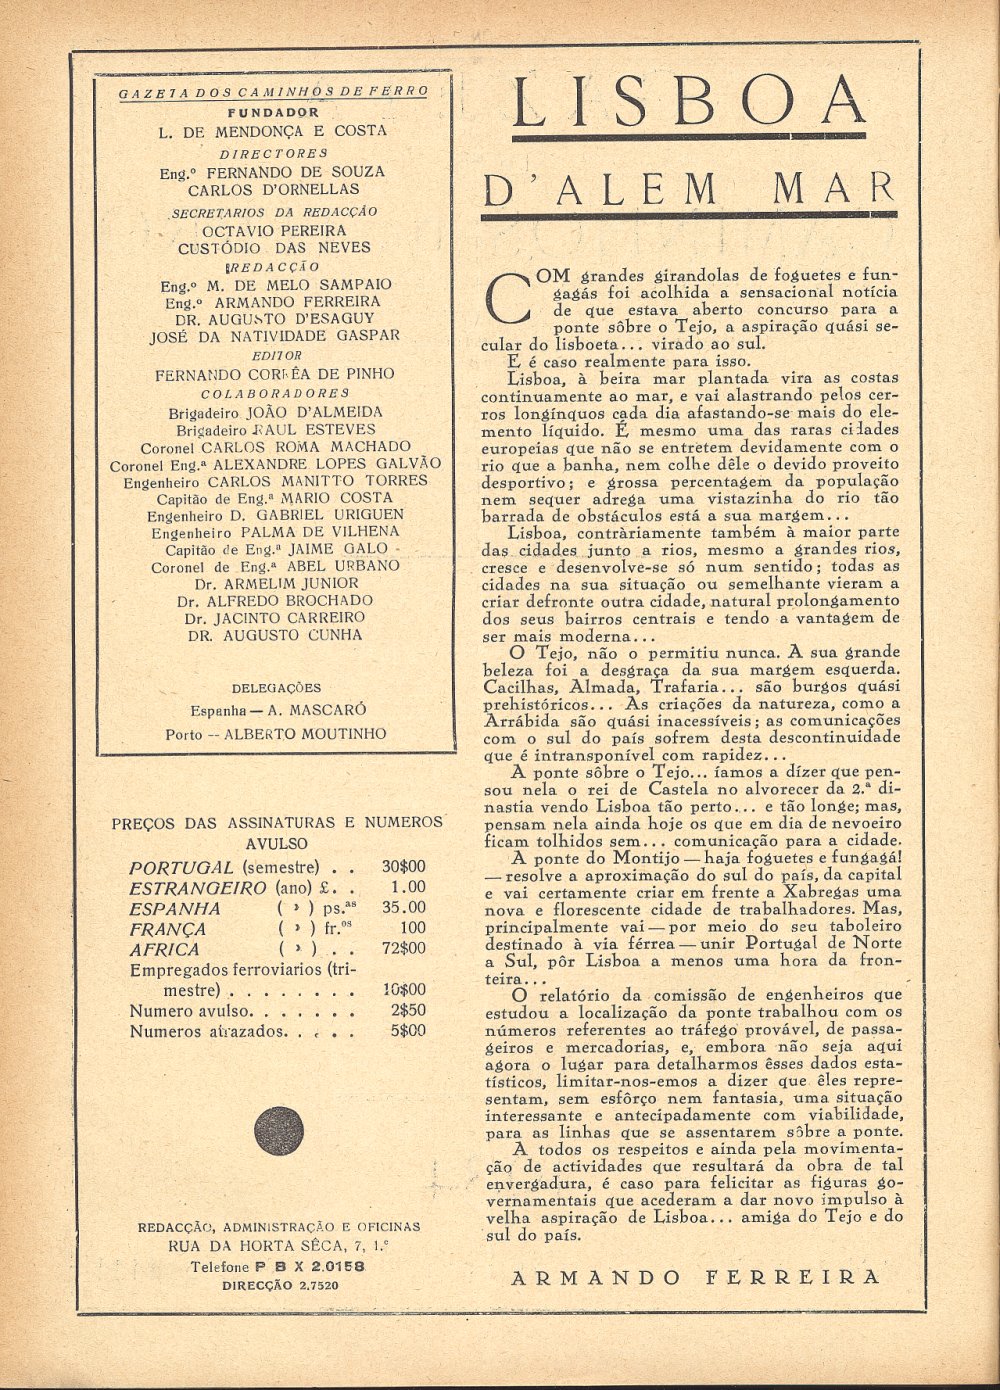 GAZETA DOS CAMINHOS DE FERRO
FUNDADOR
L. DE MENDONÇA E COSTA
DIRECTORES
Eng.º FERNANDO DE SOUZA
CARLOS D'ORNELLAS
SECRETARIOS DA REDACÇÃO
OCTAVIO PEREIRA
CUSTÓDIO DAS NEVES
REDACÇÃO
Eng.º M. DE MELO SAMPAIO
Eng.º ARMANDO FERREIRA
DR. AUGUSTO D'ESAGUY
JOSÉ DA NATIVIDADE GASPAR
EDITOR
FERNANDO CORRÊA DE PINHO
COLABORADORES
Brigadeiro JOÃO D'ALMEIDA
Brigadeiro RAUL ESTEVES
Coronel CARLOS ROMA MACHADO
Coronel Eng.ª ALEXANDRE LOPES GALVÃO
Engenheiro CARLOS MANITTO TORRES
Capitão de Eng.ª MARIO COSTA
Engenheiro D. GABRIEL URIGUEN
Engenheiro PALMA DE VILHENA
Capitão de Eng.ª JAIME GALO
Coronel de Eng.ª ABEL URBANO
Dr. ARMELIM JUNIOR
Dr. ALFREDO BROCHADO
Dr. JACINTO CARREIRO
DR. AUGUSTO CUNHA
DELEGAÇÕES
Espanha — A. MASCARÓ
Porto -- ALBERTO MOUTINHO
PREÇOS DAS ASSINATURAS E NUMEROS
AVULSO
PORTUGAL (semestre) . . 30$00
ESTRANGEIRO (ano) £. . 1.00
ESPANHA ( » ) ps.as 35.00
FRANÇA ( » ) fr.os 100
AFRICA ( » ) . . 72$00
Empregados ferroviarios (tri-
mestre) . . . . . . . . 10$00
Numero avulso. . . . . . . 2$50
Numeros atrazados. . . . . 5$00
REDACÇÃO, ADMINISTRAÇÃO E OFICINAS
RUA DA HORTA SÊCA, 7, 1.º
Telefone P B X 2.0158
DIRECÇÃO 2.7520
LISBOA
D'ALEM MAR
COM grandes girandolas de foguetes e fun-
gagás foi acolhida a sensacional notícia
de que estava aberto concurso para a
ponte sôbre o Tejo, a aspiração quási se-
cular do lisboeta... virado ao sul.
E é caso realmente para isso.
Lisboa, à beira mar plantada vira as costas
continuamente ao mar, e vai alastrando pelos cer-
ros longínquos cada dia afastando-se mais do ele-
mento líquido. É mesmo uma das raras cidades
europeias que não se entretem devidamente com o
rio que a banha, nem colhe dêle o devido proveito
desportivo; e grossa percentagem da população
nem sequer adrega uma vistazinha do rio tão
barrada de obstáculos está a sua margem...
Lisboa, contràriamente também à maior parte
das cidades junto a rios, mesmo a grandes rios,
cresce e desenvolve-se só num sentido; todas as
cidades na sua situação ou semelhante vieram a
criar defronte outra cidade, natural prolongamento
dos seus bairros centrais e tendo a vantagem de
ser mais moderna...
O Tejo, não o permitiu nunca. A sua grande
beleza foi a desgraça da sua margem esquerda.
Cacilhas, Almada, Trafaria... são burgos quási
prehistóricos... As criações da natureza, como a
Arrábida são quási inacessíveis; as comunicações
com o sul do país sofrem desta descontinuidade
que é intransponível com rapidez...
A ponte sôbre o Tejo... íamos a dízer que pen-
sou nela o rei de Castela no alvorecer da 2.ª di-
nastia vendo Lisboa tão perto... e tão longe; mas,
pensam nela ainda hoje os que em dia de nevoeiro
ficam tolhidos sem... comunicação para a cidade.
A ponte do Montijo — haja foguetes e fungagá!
— resolve a aproximação do sul do país, da capital
e vai certamente criar em frente a Xabregas uma
nova e florescente cidade de trabalhadores. Mas,
principalmente vai — por meio do seu taboleiro
destinado à via férrea — unir Portugal de Norte
a Sul, pôr Lisboa a menos uma hora da fron-
teira...
O relatório da comissão de engenheiros que
estudou a localização da ponte trabalhou com os
números referentes ao tráfego provável, de passa-
geiros e mercadorias, e, embora não seja aqui
agora o lugar para detalharmos êsses dados esta-
tísticos, limitar-nos-emos a dizer que êles repre-
sentam, sem esfôrço nem fantasia, uma situação
interessante e antecipadamente com viabilidade,
para as linhas que se assentarem sôbre a ponte.
A todos os respeitos e ainda pela movimenta-
ção de actividades que resultará da obra de tal
envergadura, é caso para felicitar as figuras go-
vernamentais que acederam a dar novo impulso à
velha aspiração de Lisboa... amiga do Tejo e do
sul do país.
ARMANDO FERREIRA